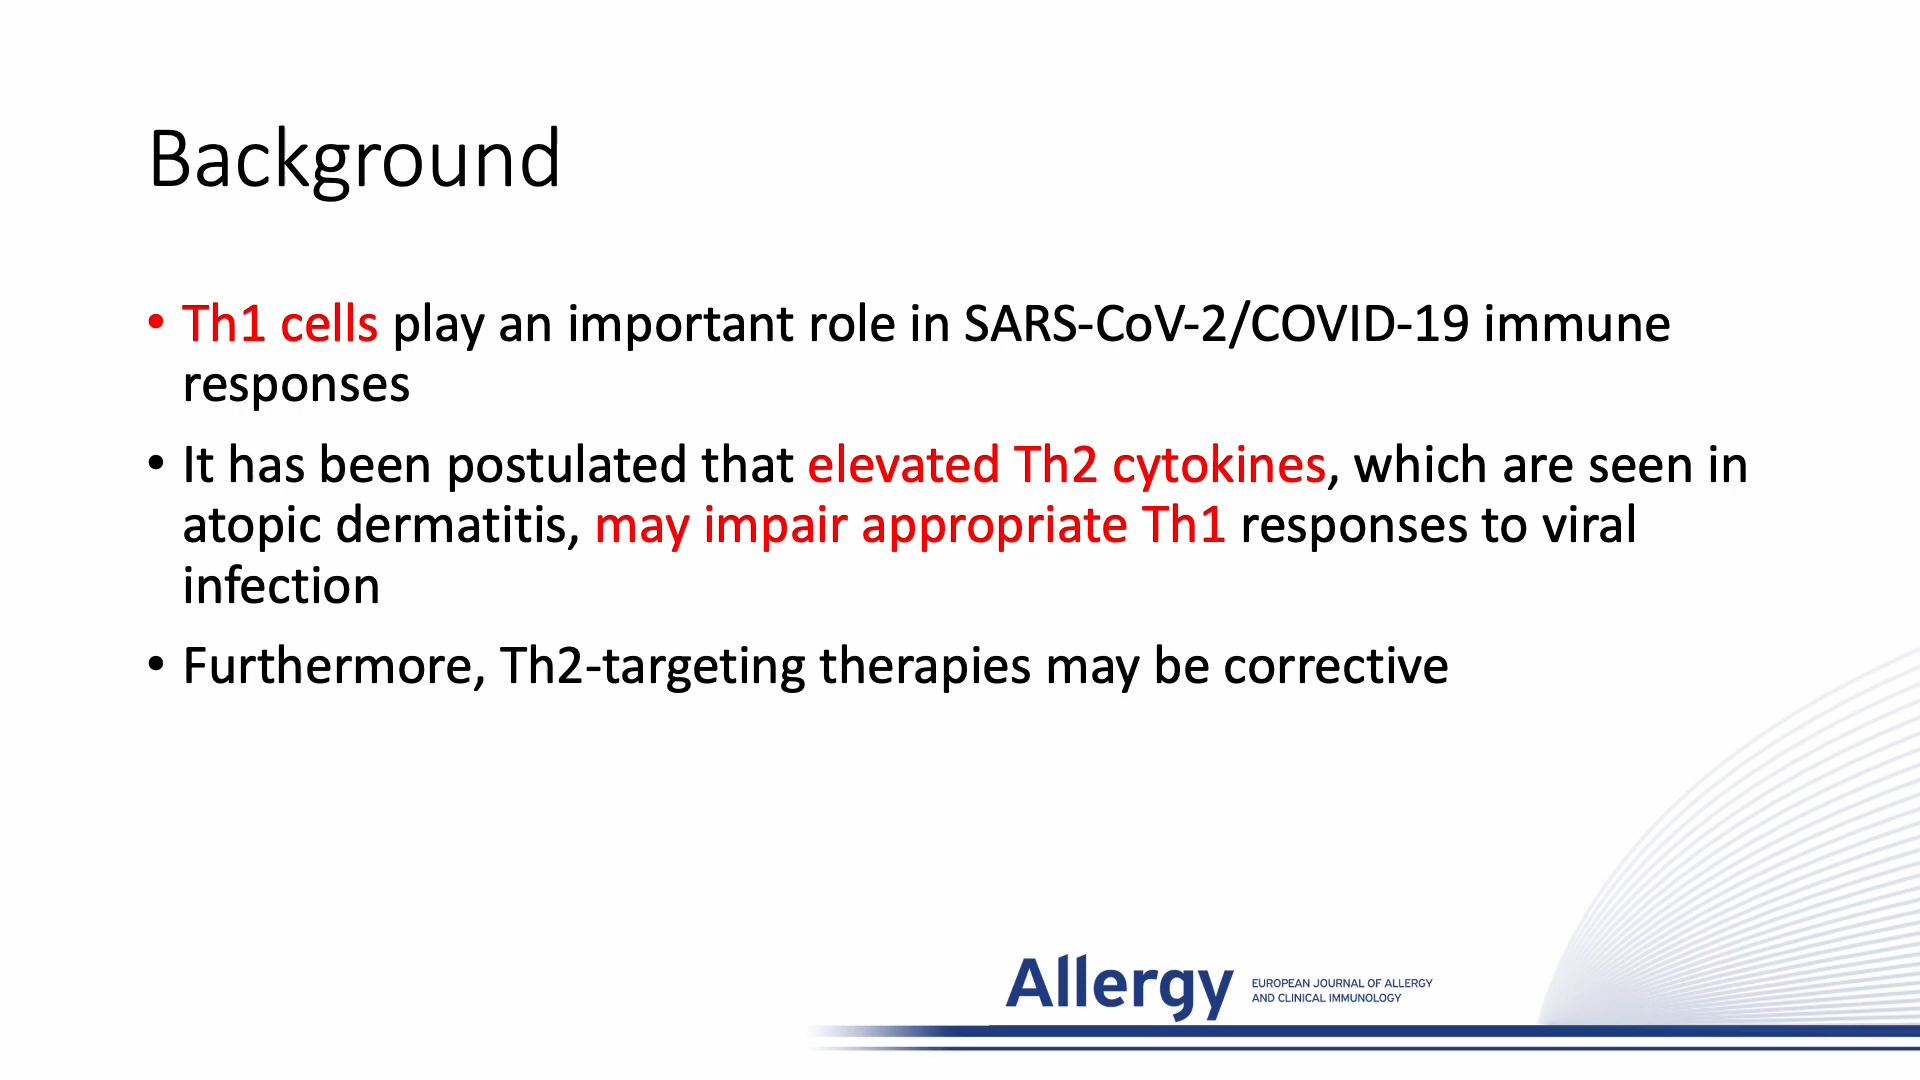 Background
• Th1 cells play an important role in SARS-CoV-2/COVID-19 immune
responses
• It has been postulated that elevated Th2 cytokines, which are seen in
atopic dermatitis, may impair appropriate Th1 responses to viral
infection
• Furthermore, Th2-targeting therapies may be corrective
Allergy
EUROPEAN JOURNAL OF ALLERGY
AND CLINICAL IMMUNOLOGY